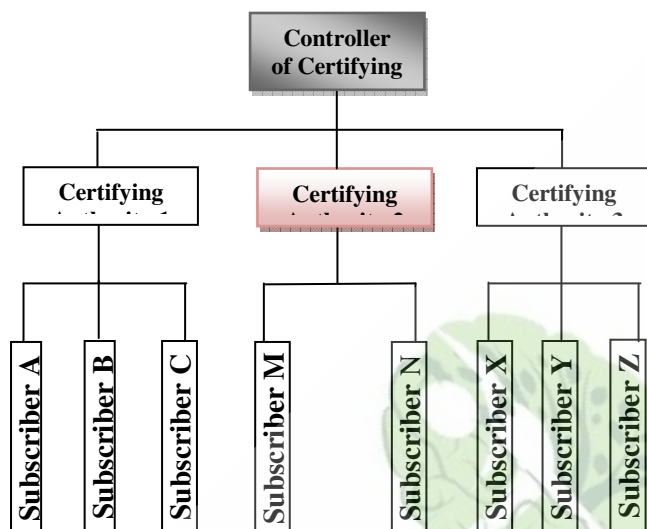 Controller
of Certifying
Certifying
Certifying
Certifying
Subscriber A
Subscriber B
Subscriber C
Subscriber M
Subscriber N
Subscriber X
Subscriber Y
Subscriber Z